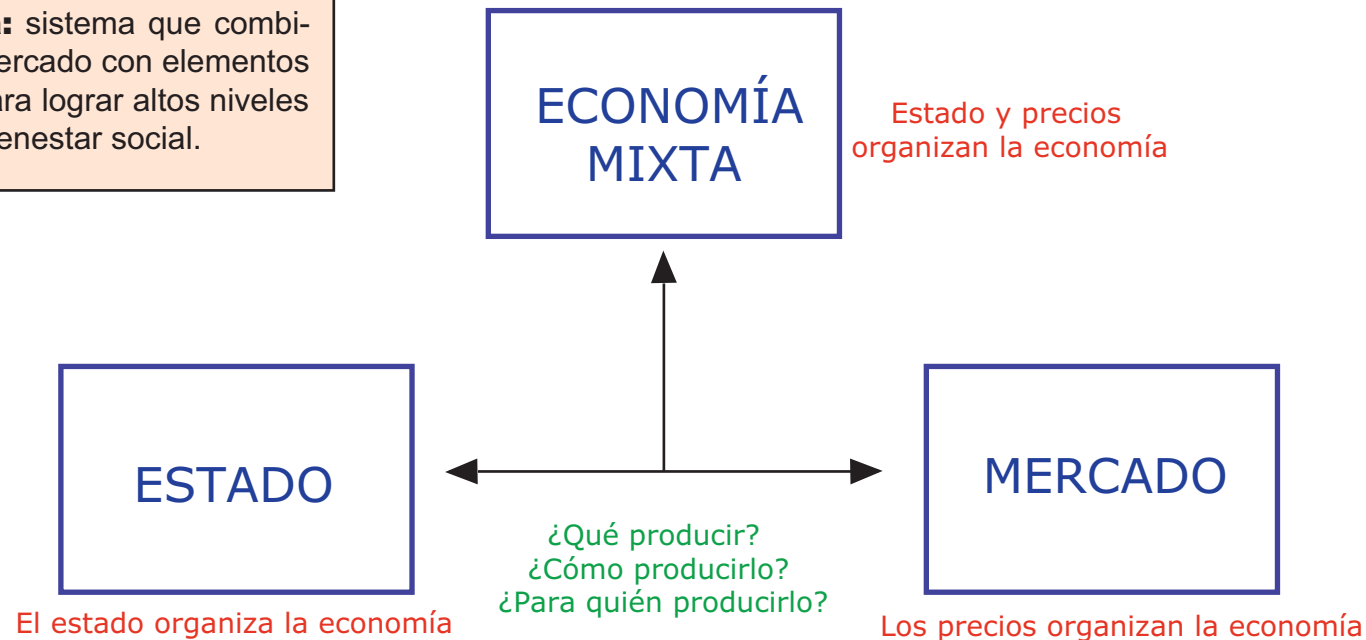 : sistema que combi-
ercado con elementos
ra lograr altos niveles
enestar social.
ECONOMÍA
MIXTA
Estado y precios
organizan la economía
ESTADO
MERCADO
¿Qué producir?
¿Cómo producirlo?
¿Para quién producirlo?
El estado organiza la economía
Los precios organizan la economía